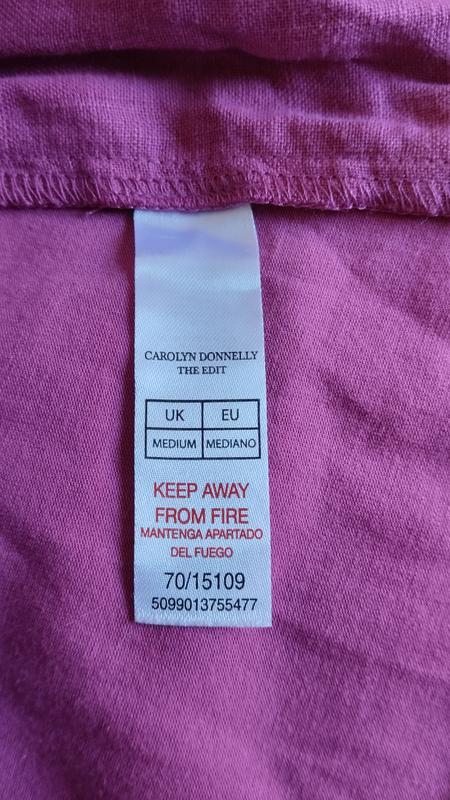 CAROLYN DONNELLY
THE EDIT
UK EU
MEDIUM MEDIANO
KEEP AWAY
FROM FIRE
MANTENGA APARTADO
DEL FUEGO
70/15109
5099013755477